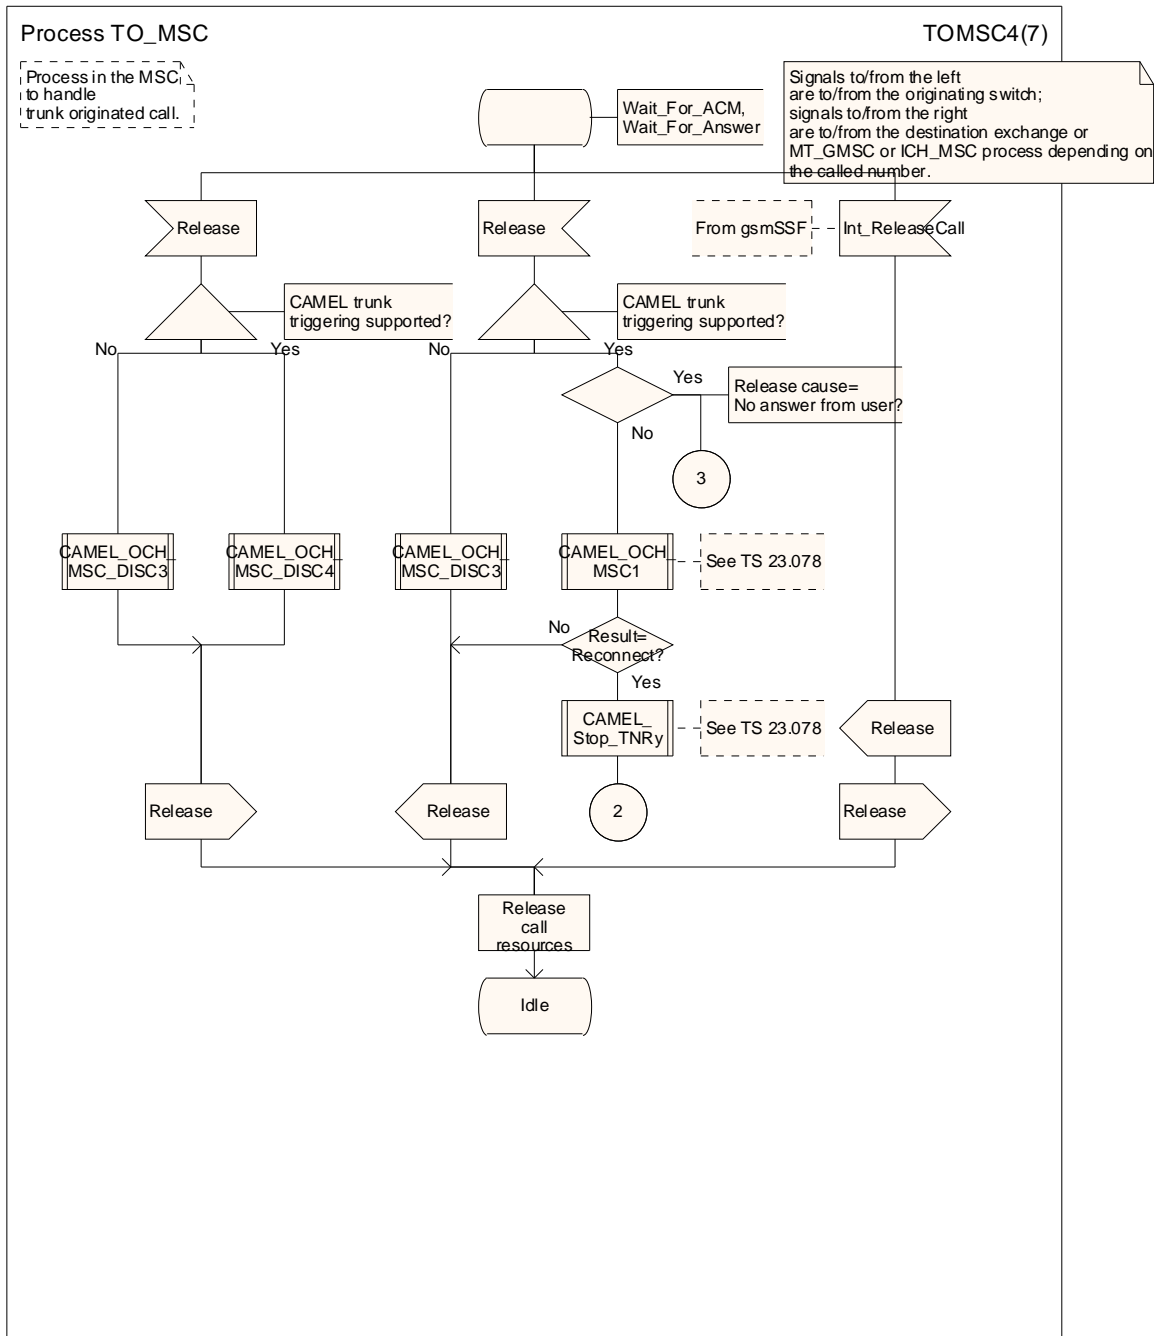 Process TO_MSC
TOMSC4(7)
Process in the MSC
to handle
trunk originated call.
Signals to/from the left
are to/from the originating switch;
signals to/from the right
are to/from the destination exchange or
MT_GMSC or ICH_MSC process depending on
the called number.
Wait_For_ACM,
Wait_For_Answer
Release
Release
From gsmSSF
Int_ReleaseCall
CAMEL trunk
triggering supported?
CAMEL trunk
triggering supported?
No
Yes
No
Yes
Yes
Release cause=
No answer from user?
No
3
CAMEL_OCH_
MSC_DISC3
CAMEL_OCH_
MSC_DISC4
CAMEL_OCH_
MSC_DISC3
CAMEL_OCH_
MSC1
See TS 23.078
No
Result=
Reconnect?
Yes
CAMEL_
Stop_TNRy
See TS 23.078
Release
Release
Release
2
Release
Release
call
resources
Idle